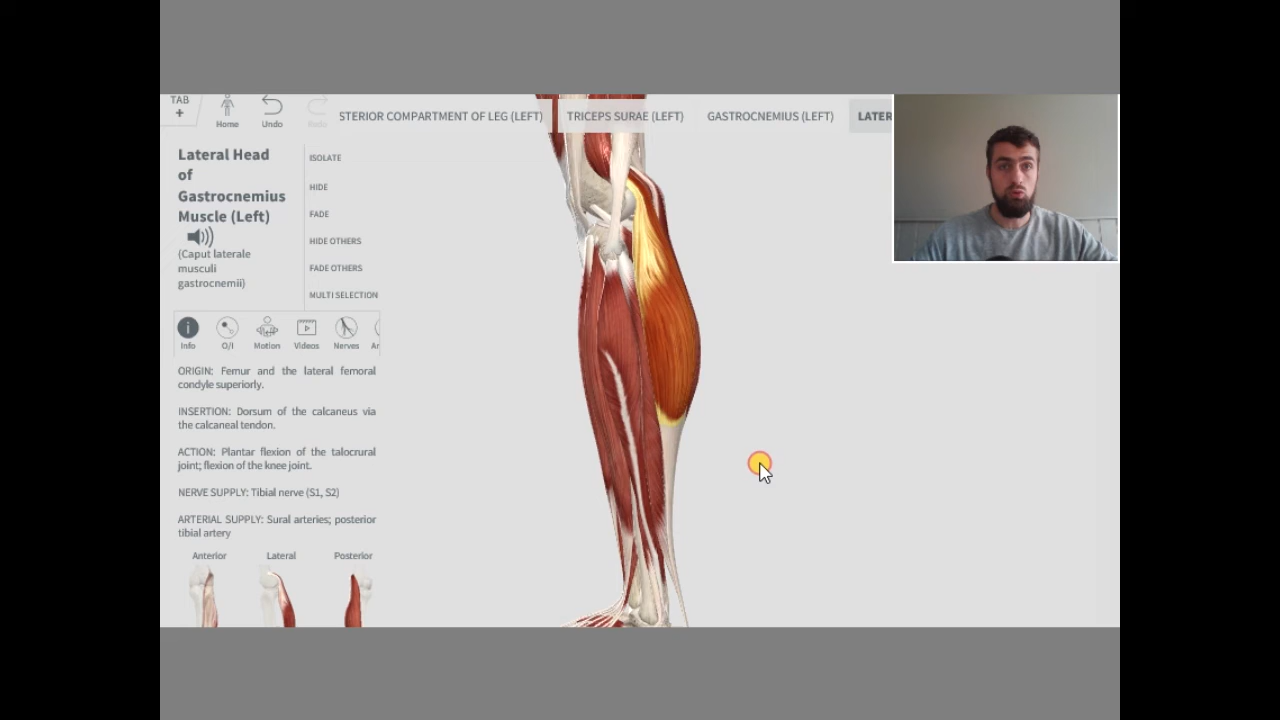 TAB
+
Home
Undo
Redo
STERIOR COMPARTMENT OF LEG (LEFT)
TRICEPS SURAE (LEFT)
GASTROCNEMIUS (LEFT)
LATER
Lateral Head
of
Gastrocnemius
Muscle (Left)
(Caput laterale
musculi
gastrocnemii)
ISOLATE
HIDE
FADE
HIDE OTHERS
FADE OTHERS
MULTI SELECTION
Info
O/I
Motion
Videos
Nerves
Ar
ORIGIN: Femur and the lateral femoral
condyle superiorly.
INSERTION: Dorsum of the calcaneus via
the calcaneal tendon.
ACTION: Plantar flexion of the talocrural
joint; flexion of the knee joint.
NERVE SUPPLY: Tibial nerve (S1, S2)
ARTERIAL SUPPLY: Sural arteries; posterior
tibial artery
Anterior
Lateral
Posterior